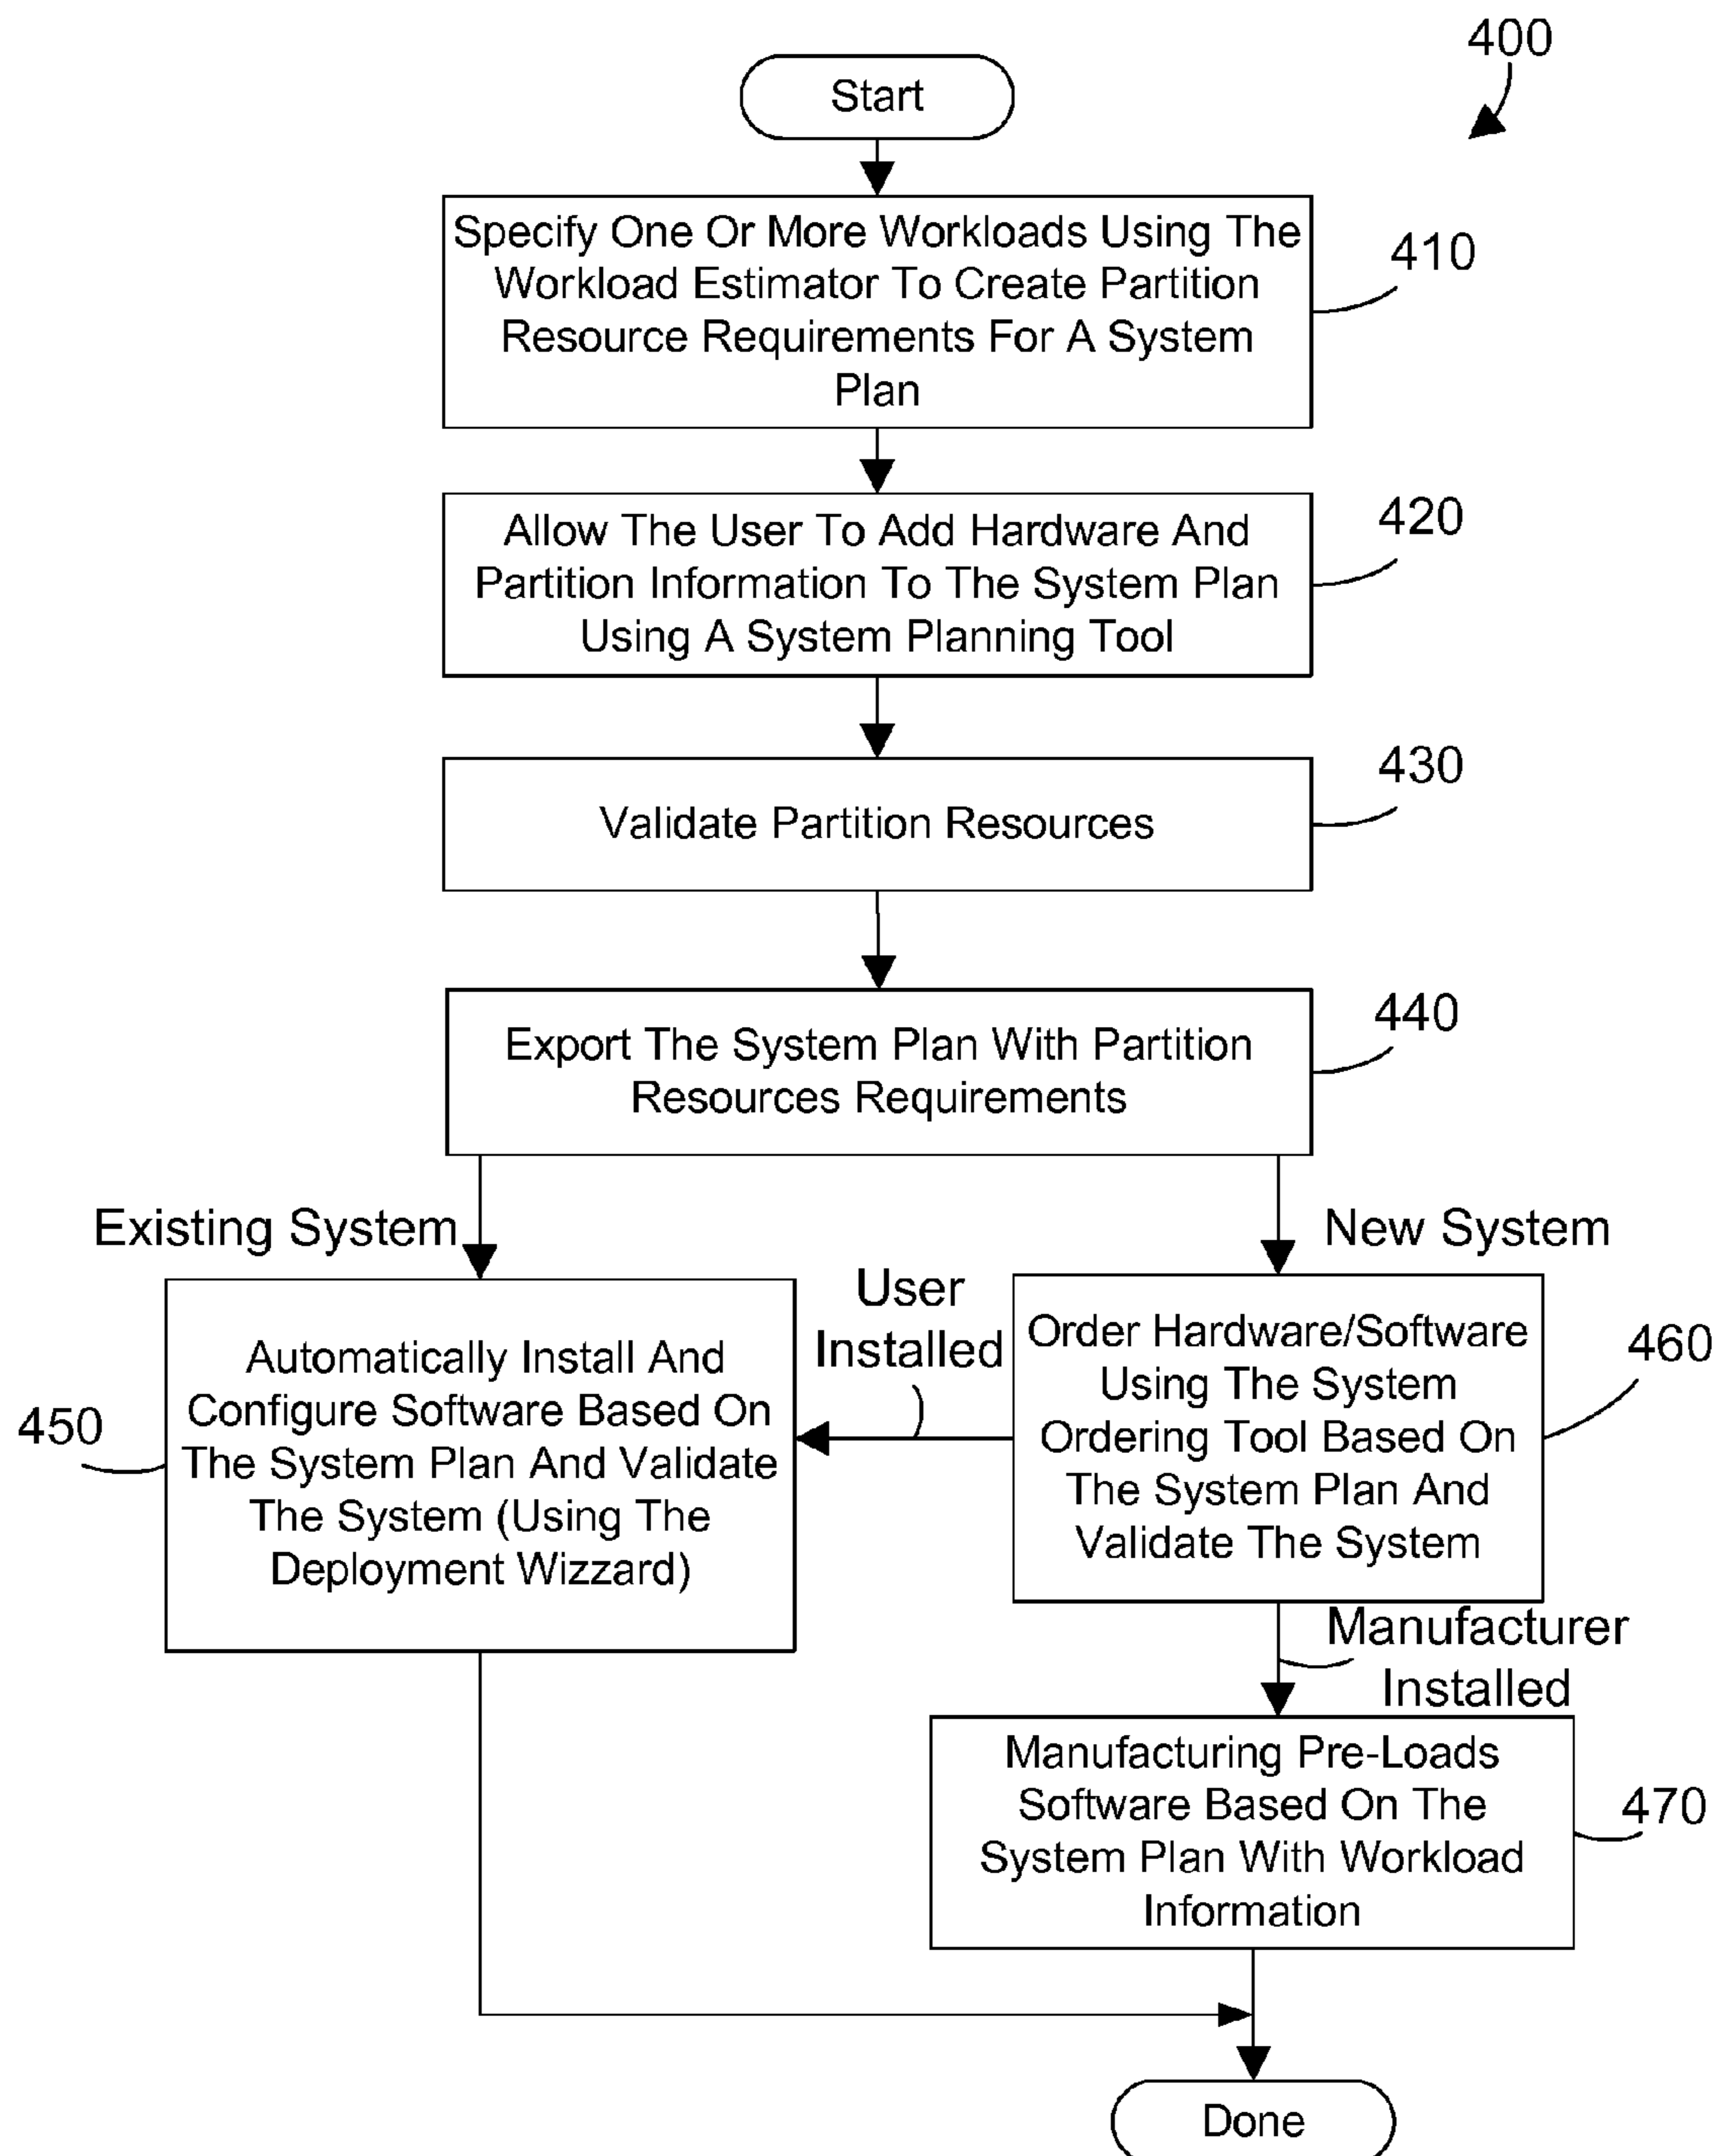 400
Start
Specify One Or More Workloads Using The
Workload Estimator To Create Partition
Resource Requirements For A System
Plan
410
Allow The User To Add Hardware And
Partition Information To The System Plan
Using A System Planning Tool
420
Validate Partition Resources
430
Export The System Plan With Partition
Resources Requirements
440
Existing System
New System
User
Installed
Automatically Install And
Configure Software Based On
The System Plan And Validate
The System (Using The
Deployment Wizzard)
450
Order Hardware/Software
Using The System
Ordering Tool Based On
The System Plan And
Validate The System
460
Manufacturer
Installed
Manufacturing Pre-Loads
Software Based On The
System Plan With Workload
Information
470
Done